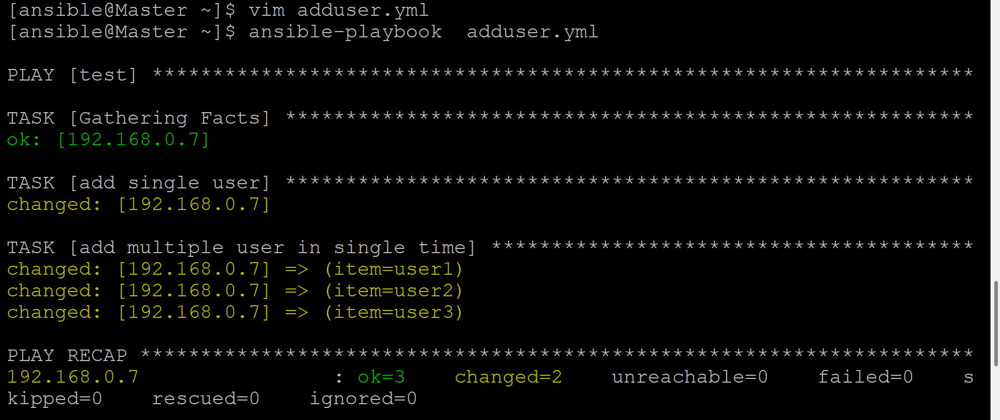 [ansible@Master ~]$ vim adduser.yml
[ansible@Master ~]$ ansible-playbook  adduser.yml
PLAY [test] ********************************************************************
TASK [Gathering Facts] *********************************************************
ok: [192.168.0.7]
TASK [add single user] *********************************************************
changed: [192.168.0.7]
TASK [add multiple user in single time] ****************************************
changed: [192.168.0.7] => (item=user1)
changed: [192.168.0.7] => (item=user2)
changed: [192.168.0.7] => (item=user3)
PLAY RECAP *********************************************************************
192.168.0.7                : ok=3    changed=2    unreachable=0    failed=0    s
kipped=0    rescued=0    ignored=0